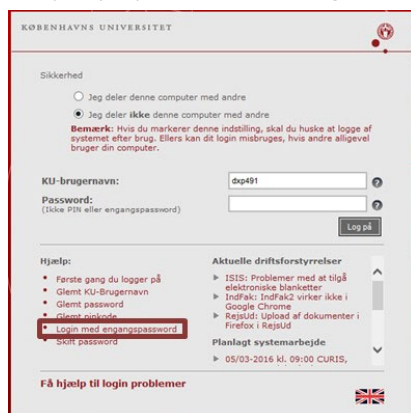 KØBENHAVNS UNIVERSITET
Sikkerhed
Jeg deler denne computer med andre
Jeg deler ikke denne computer med andre
Bemærk: Hvis du markerer denne indstilling, skal du huske at logge af
systemet efter brug. Ellers kan dit login misbruges, hvis andre alligevel
bruger din computer.
KU-brugernavn:
dxp491
Password:
(Ikke PIN eller engangspassword)
Log på
Hjælp:
Første gang du logger på
Glemt KU-Brugernavn
Glemt password
Glemt pinkode
Login med engangspassword
Skift password
Aktuelle driftsforstyrrelser
ISIS: Problemer med at tilgå
elektroniske blanketter
IndFak: IndFak2 virker ikke i
Google Chrome
RejsUd: Upload af dokumenter i
Firefox i RejsUd
Planlagt systemarbejde
05/03-2016 kl. 09:00 CURIS,
Få hjælp til login problemer